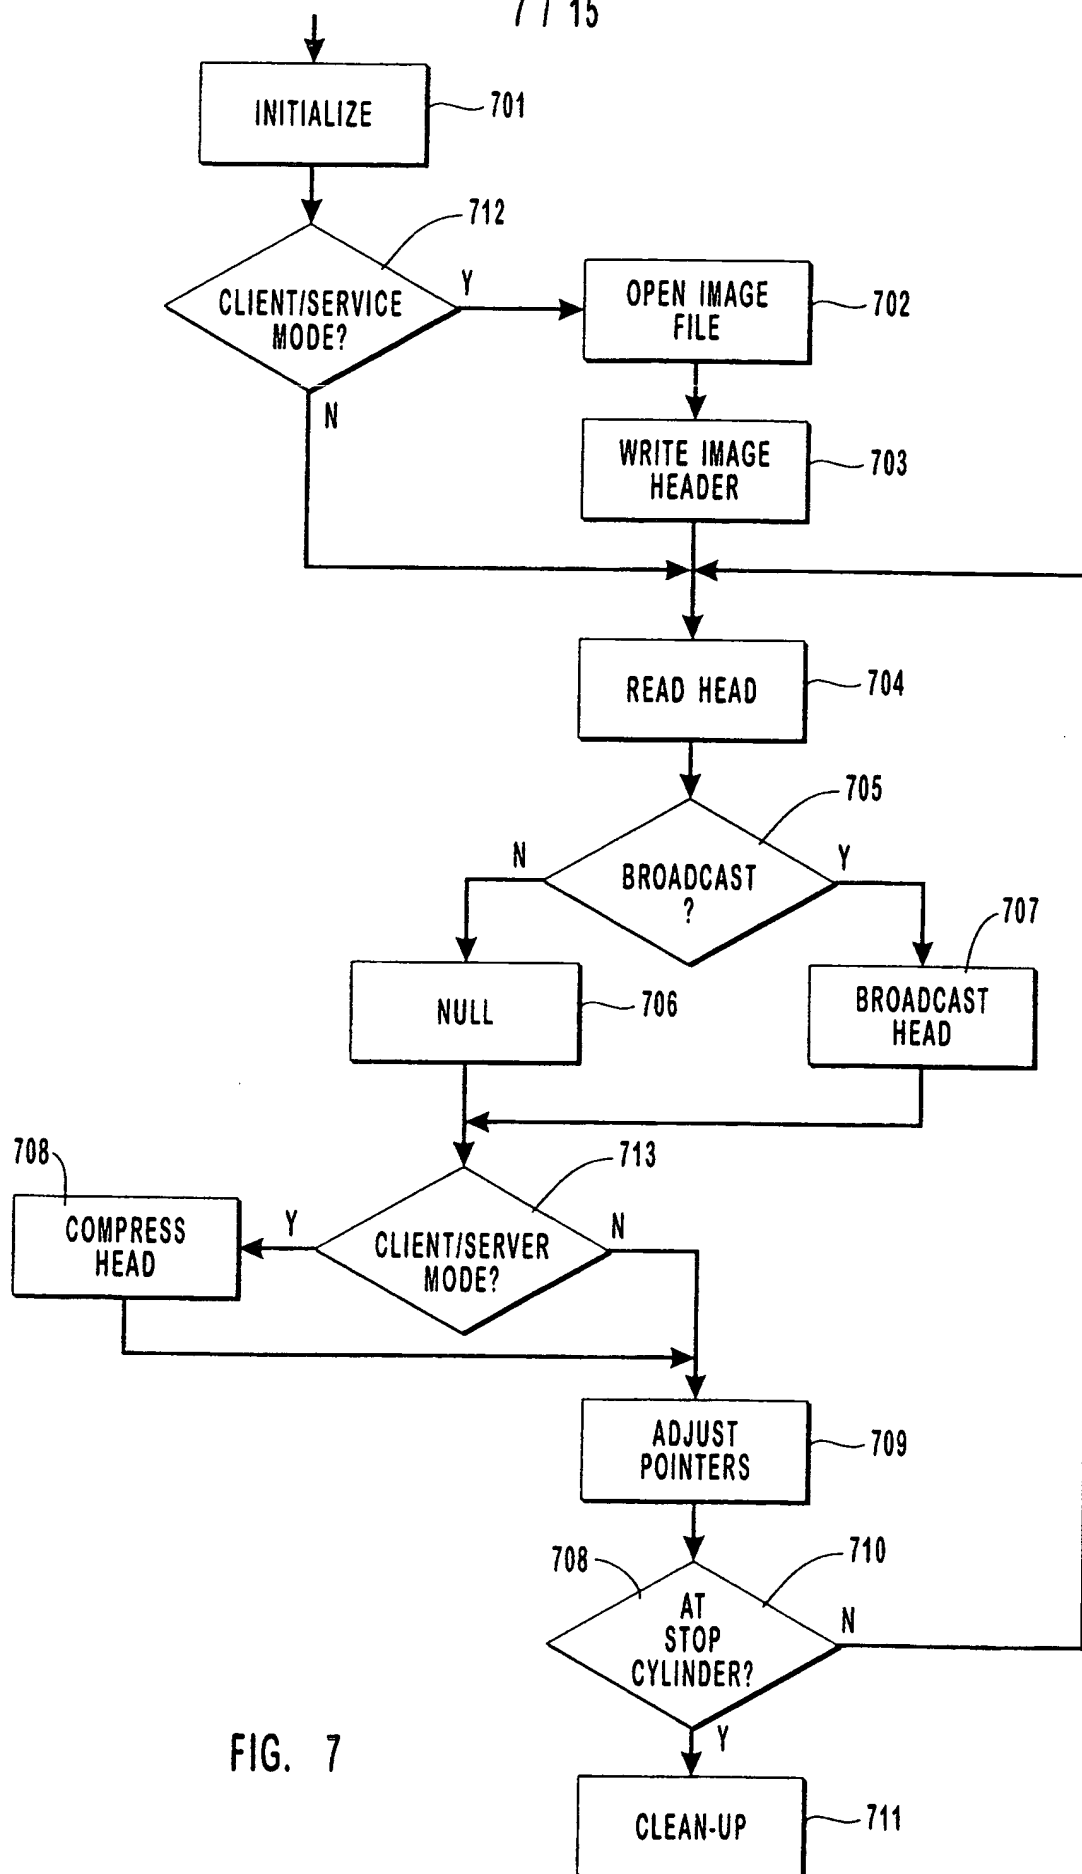 7 / 15
INITIALIZE
701
712
CLIENT/SERVICE
MODE?
Y
N
OPEN IMAGE
FILE
702
WRITE IMAGE
HEADER
703
READ HEAD
704
705
BROADCAST
?
N
Y
707
NULL
706
BROADCAST
HEAD
708
COMPRESS
HEAD
Y
713
CLIENT/SERVER
MODE?
N
ADJUST
POINTERS
709
708
710
AT
STOP
CYLINDER?
N
Y
FIG. 7
CLEAN-UP
711